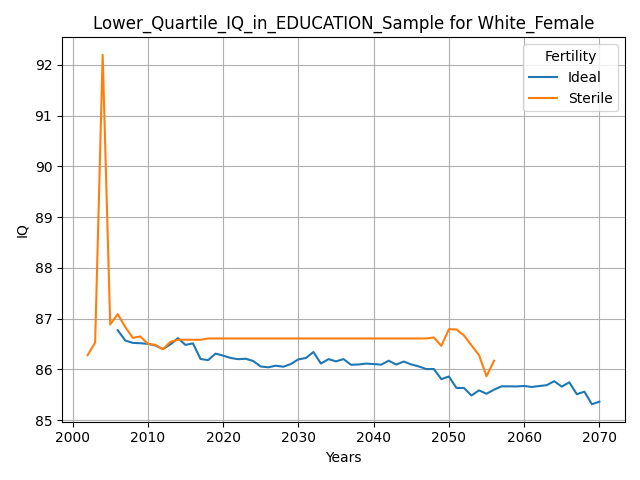 Lower_Quartile_IQ_in_EDUCATION_Sample for White_Female
Fertility
Ideal
Sterile
IQ
92
91
90
89
88
87
86
85
2000
2010
2020
2030
2040
2050
2060
2070
Years